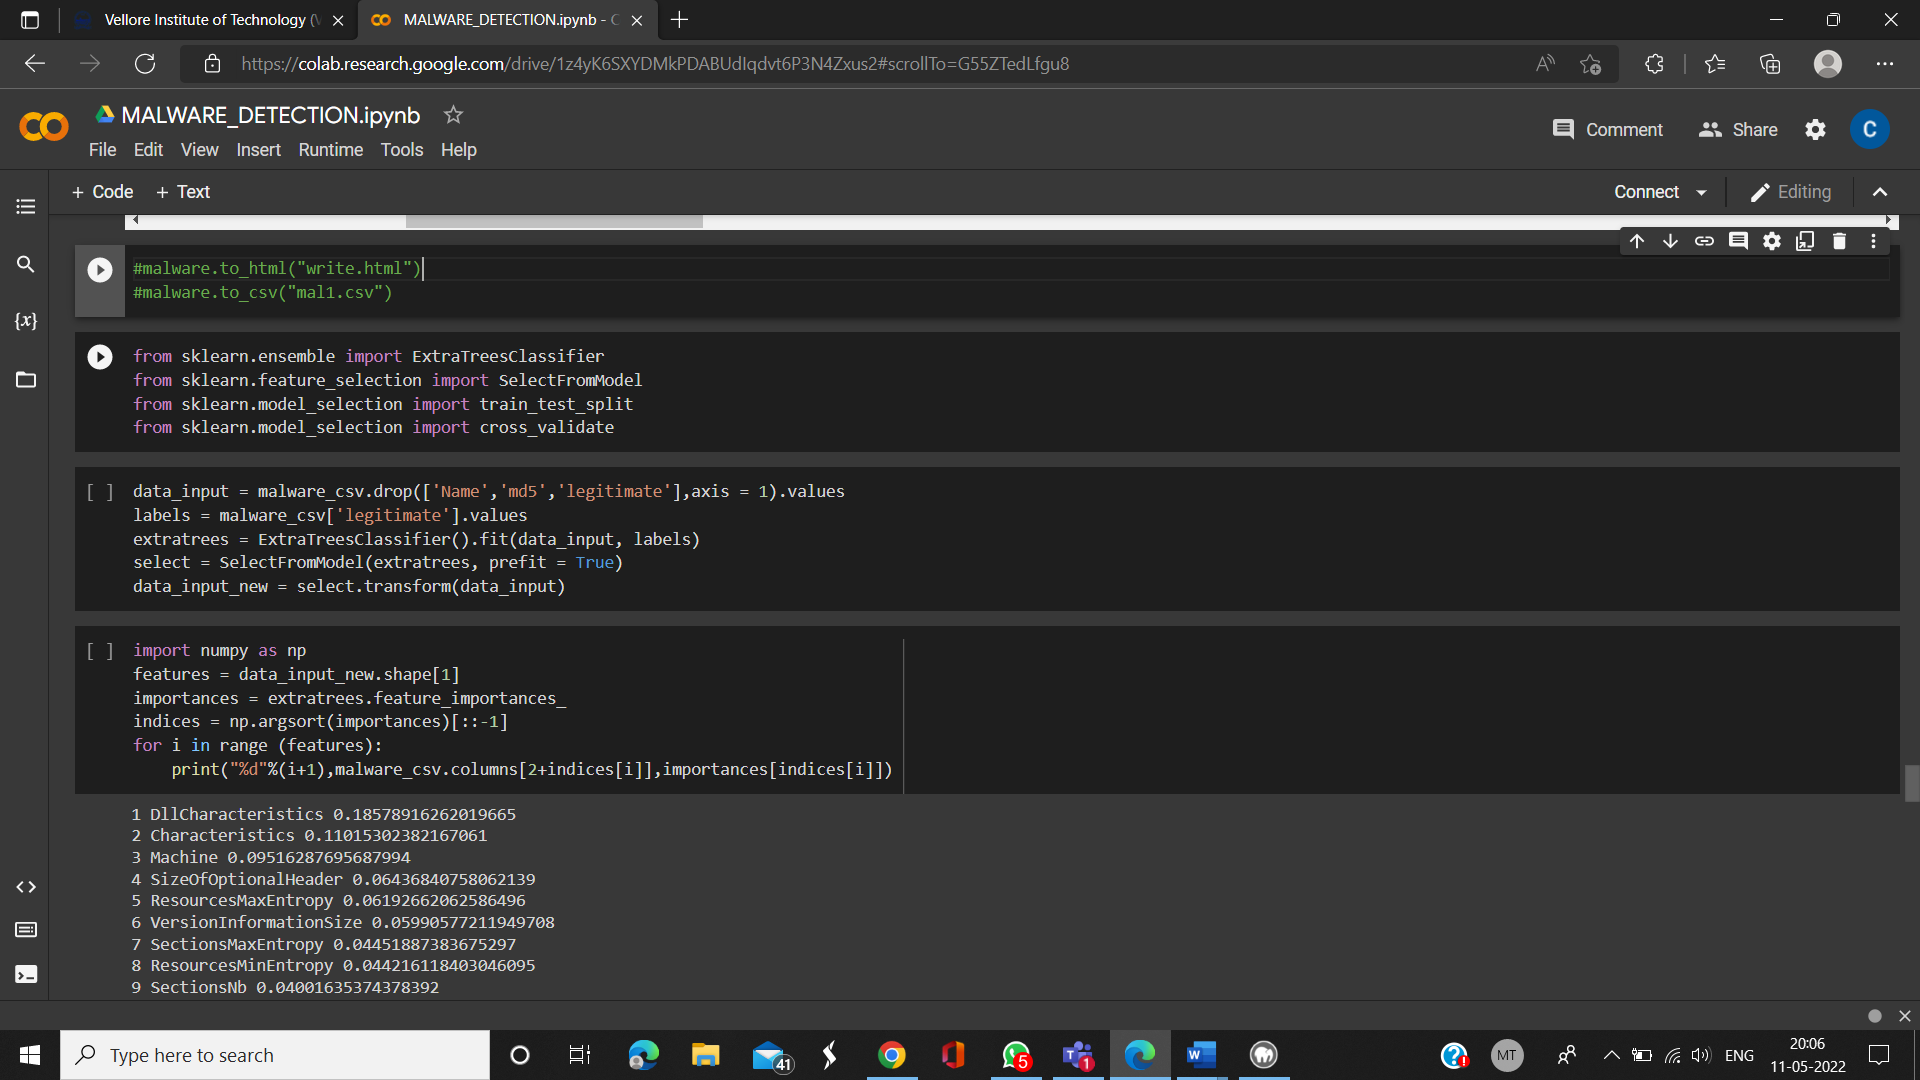 Vellore Institute of Technology (V
MALWARE_DETECTION.ipynb - C
https://colab.research.google.com/drive/1z4yK6SXYDMkPDABUdIqdvt6P3N4Zxus2#scrollTo=G55ZTedLfgu8
MALWARE_DETECTION.ipynb
Comment Share C
File Edit View Insert Runtime Tools Help
+ Code + Text Connect Editing
#malware.to_html("write.html")
#malware.to_csv("mal1.csv")
{x}
from sklearn.ensemble import ExtraTreesClassifier
from sklearn.feature_selection import SelectFromModel
from sklearn.model_selection import train_test_split
from sklearn.model_selection import cross_validate
[ ] data_input = malware_csv.drop(['Name','md5','legitimate'],axis = 1).values
labels = malware_csv['legitimate'].values
extratrees = ExtraTreesClassifier().fit(data_input, labels)
select = SelectFromModel(extratrees, prefit = True)
data_input_new = select.transform(data_input)
[ ] import numpy as np
features = data_input_new.shape[1]
importances = extratrees.feature_importances_
indices = np.argsort(importances)[::-1]
for i in range (features):
print("%d"%(i+1),malware_csv.columns[2+indices[i]],importances[indices[i]])
1 DllCharacteristics 0.18578916262019665
2 Characteristics 0.11015302382167061
3 Machine 0.09516287695687994
4 SizeOfOptionalHeader 0.06436840758062139
5 ResourcesMaxEntropy 0.06192662062586496
6 VersionInformationSize 0.05990577211949708
7 SectionsMaxEntropy 0.04451887383675297
8 ResourcesMinEntropy 0.044216118403046095
9 SectionsNb 0.04001635374378392
Type here to search
41
5
1
MT
ENG
20:06
11-05-2022